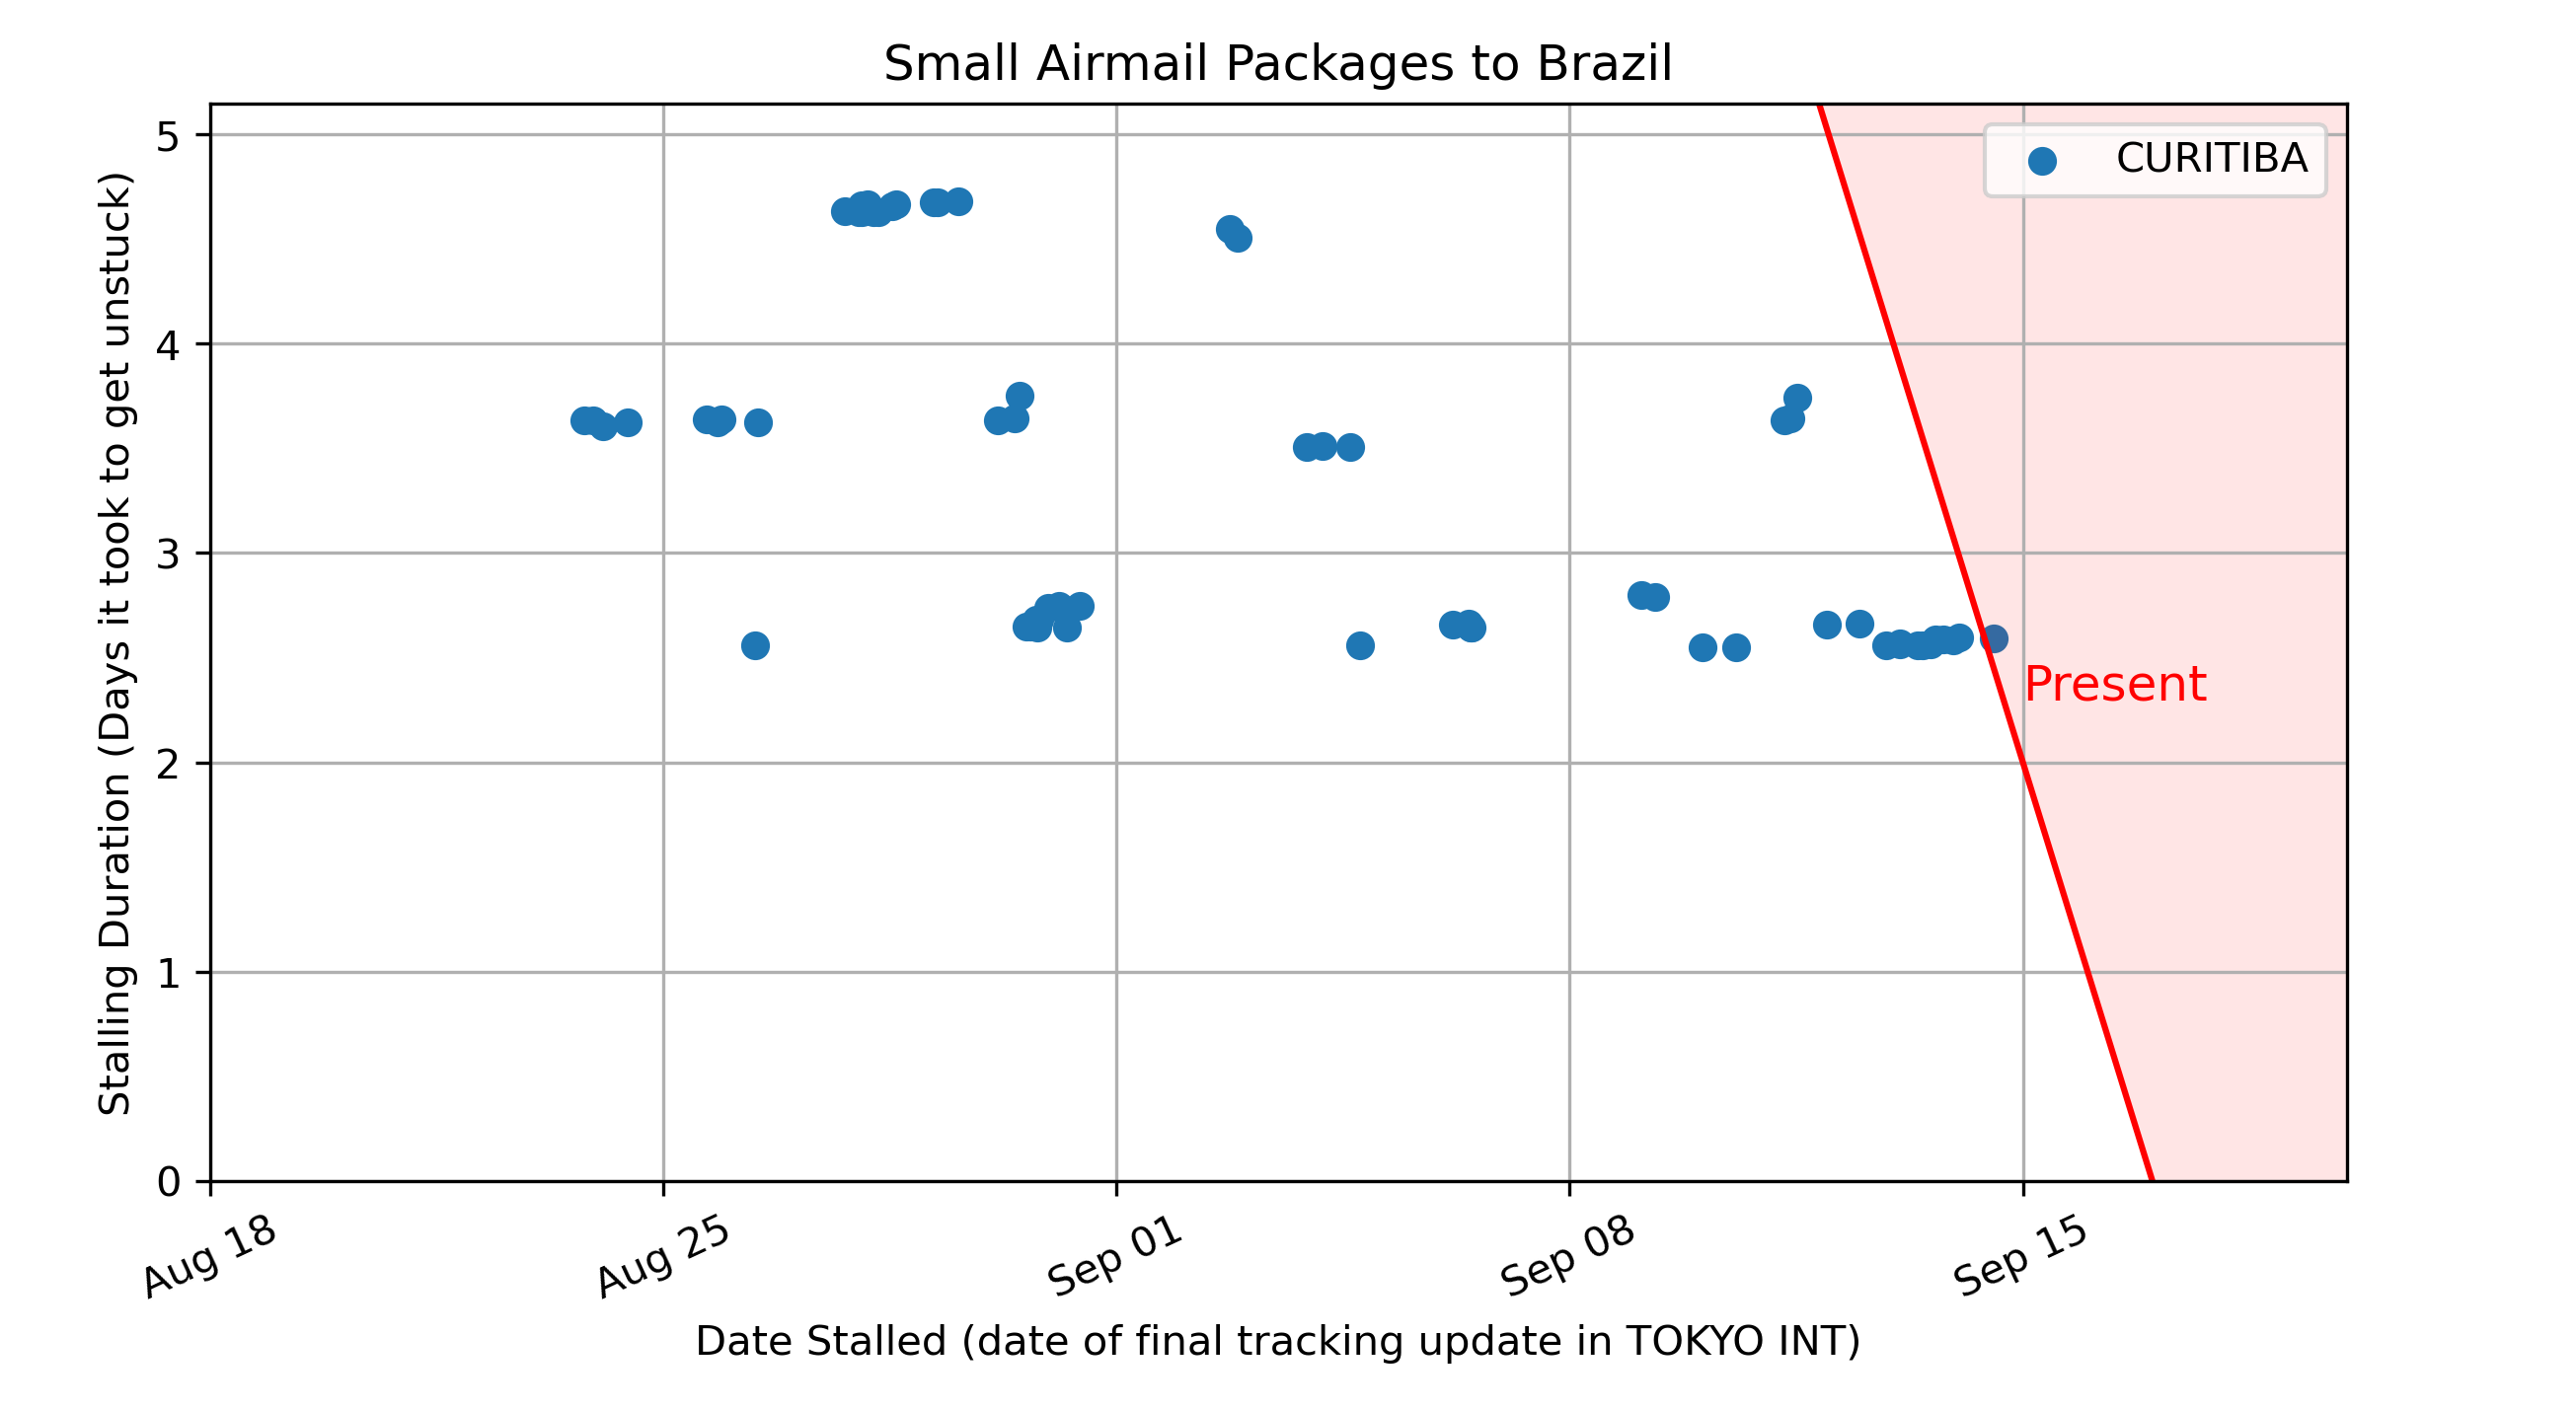 Small Airmail Packages to Brazil
Stalling Duration (Days it took to get unstuck)
5
4
3
2
1
0
CURITIBA
Present
Aug 18
Aug 25
Sep 01
Sep 08
Sep 15
Date Stalled (date of final tracking update in TOKYO INT)